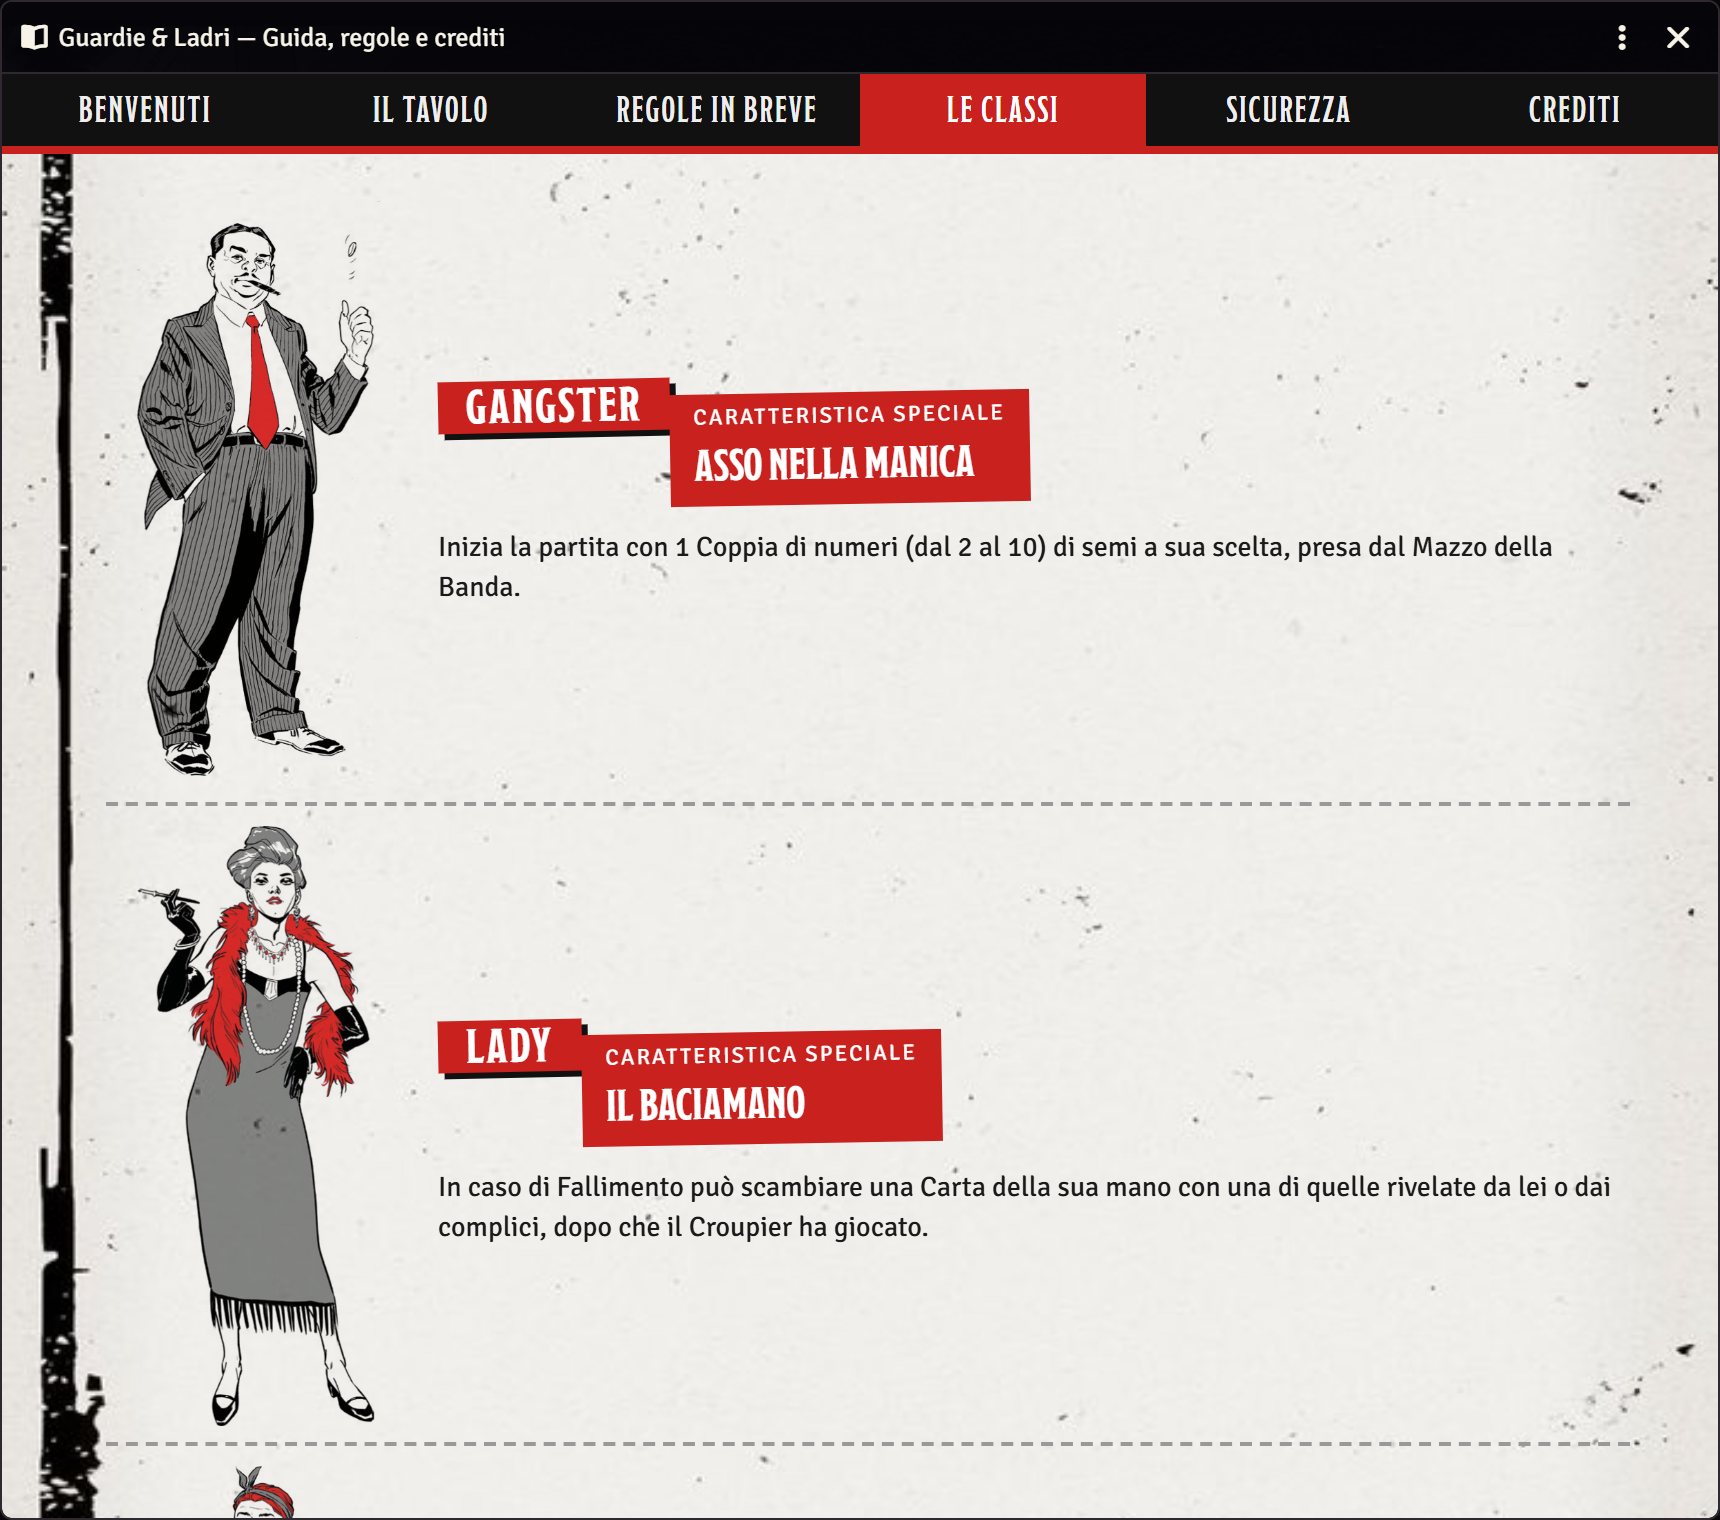 Guardie & Ladri — Guida, regole e crediti
BENVENUTI
IL TAVOLO
REGOLE IN BREVE
LE CLASSI
SICUREZZA
CREDITI
GANGSTER
CARATTERISTICA SPECIALE
ASSO NELLA MANICA
Inizia la partita con 1 Coppia di numeri (dal 2 al 10) di semi a sua scelta, presa dal Mazzo della
Banda.
LADY
CARATTERISTICA SPECIALE
IL BACIAMANO
In caso di Fallimento può scambiare una Carta della sua mano con una di quelle rivelate da lei o dai
complici, dopo che il Croupier ha giocato.